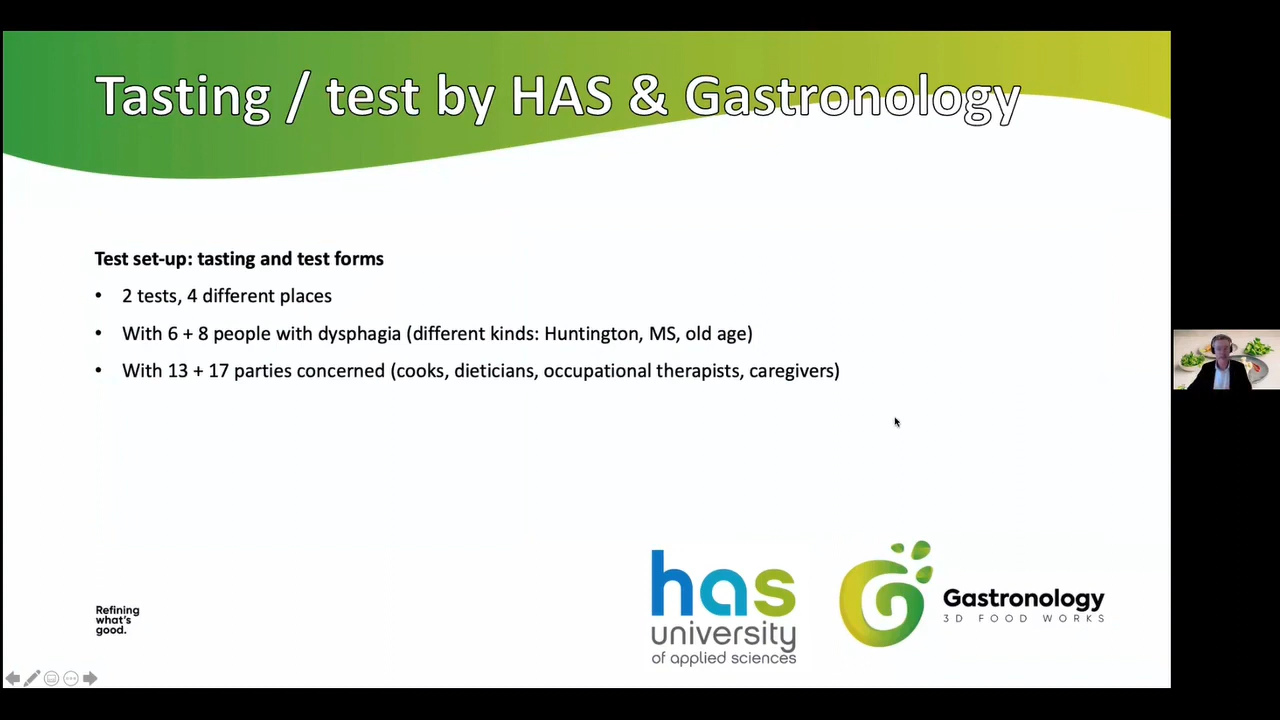 Tasting / test by HAS & Gastronology
Test set-up: tasting and test forms
• 2 tests, 4 different places
• With 6 + 8 people with dysphagia (different kinds: Huntington, MS, old age)
• With 13 + 17 parties concerned (cooks, dieticians, occupational therapists, caregivers)
Refining
what's
good.
has
university
of applied sciences
Gastronology
3D FOOD WORKS